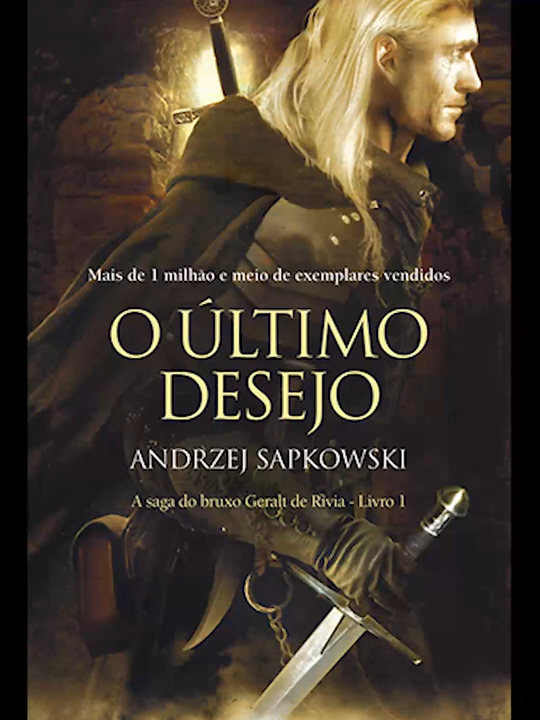 Mais de 1 milhão e meio de exemplares vendidos
O ÚLTIMO
DESEJO
ANDRZEJ SAPKOWSKI
A saga do bruxo Geralt de Rívia - Livro 1